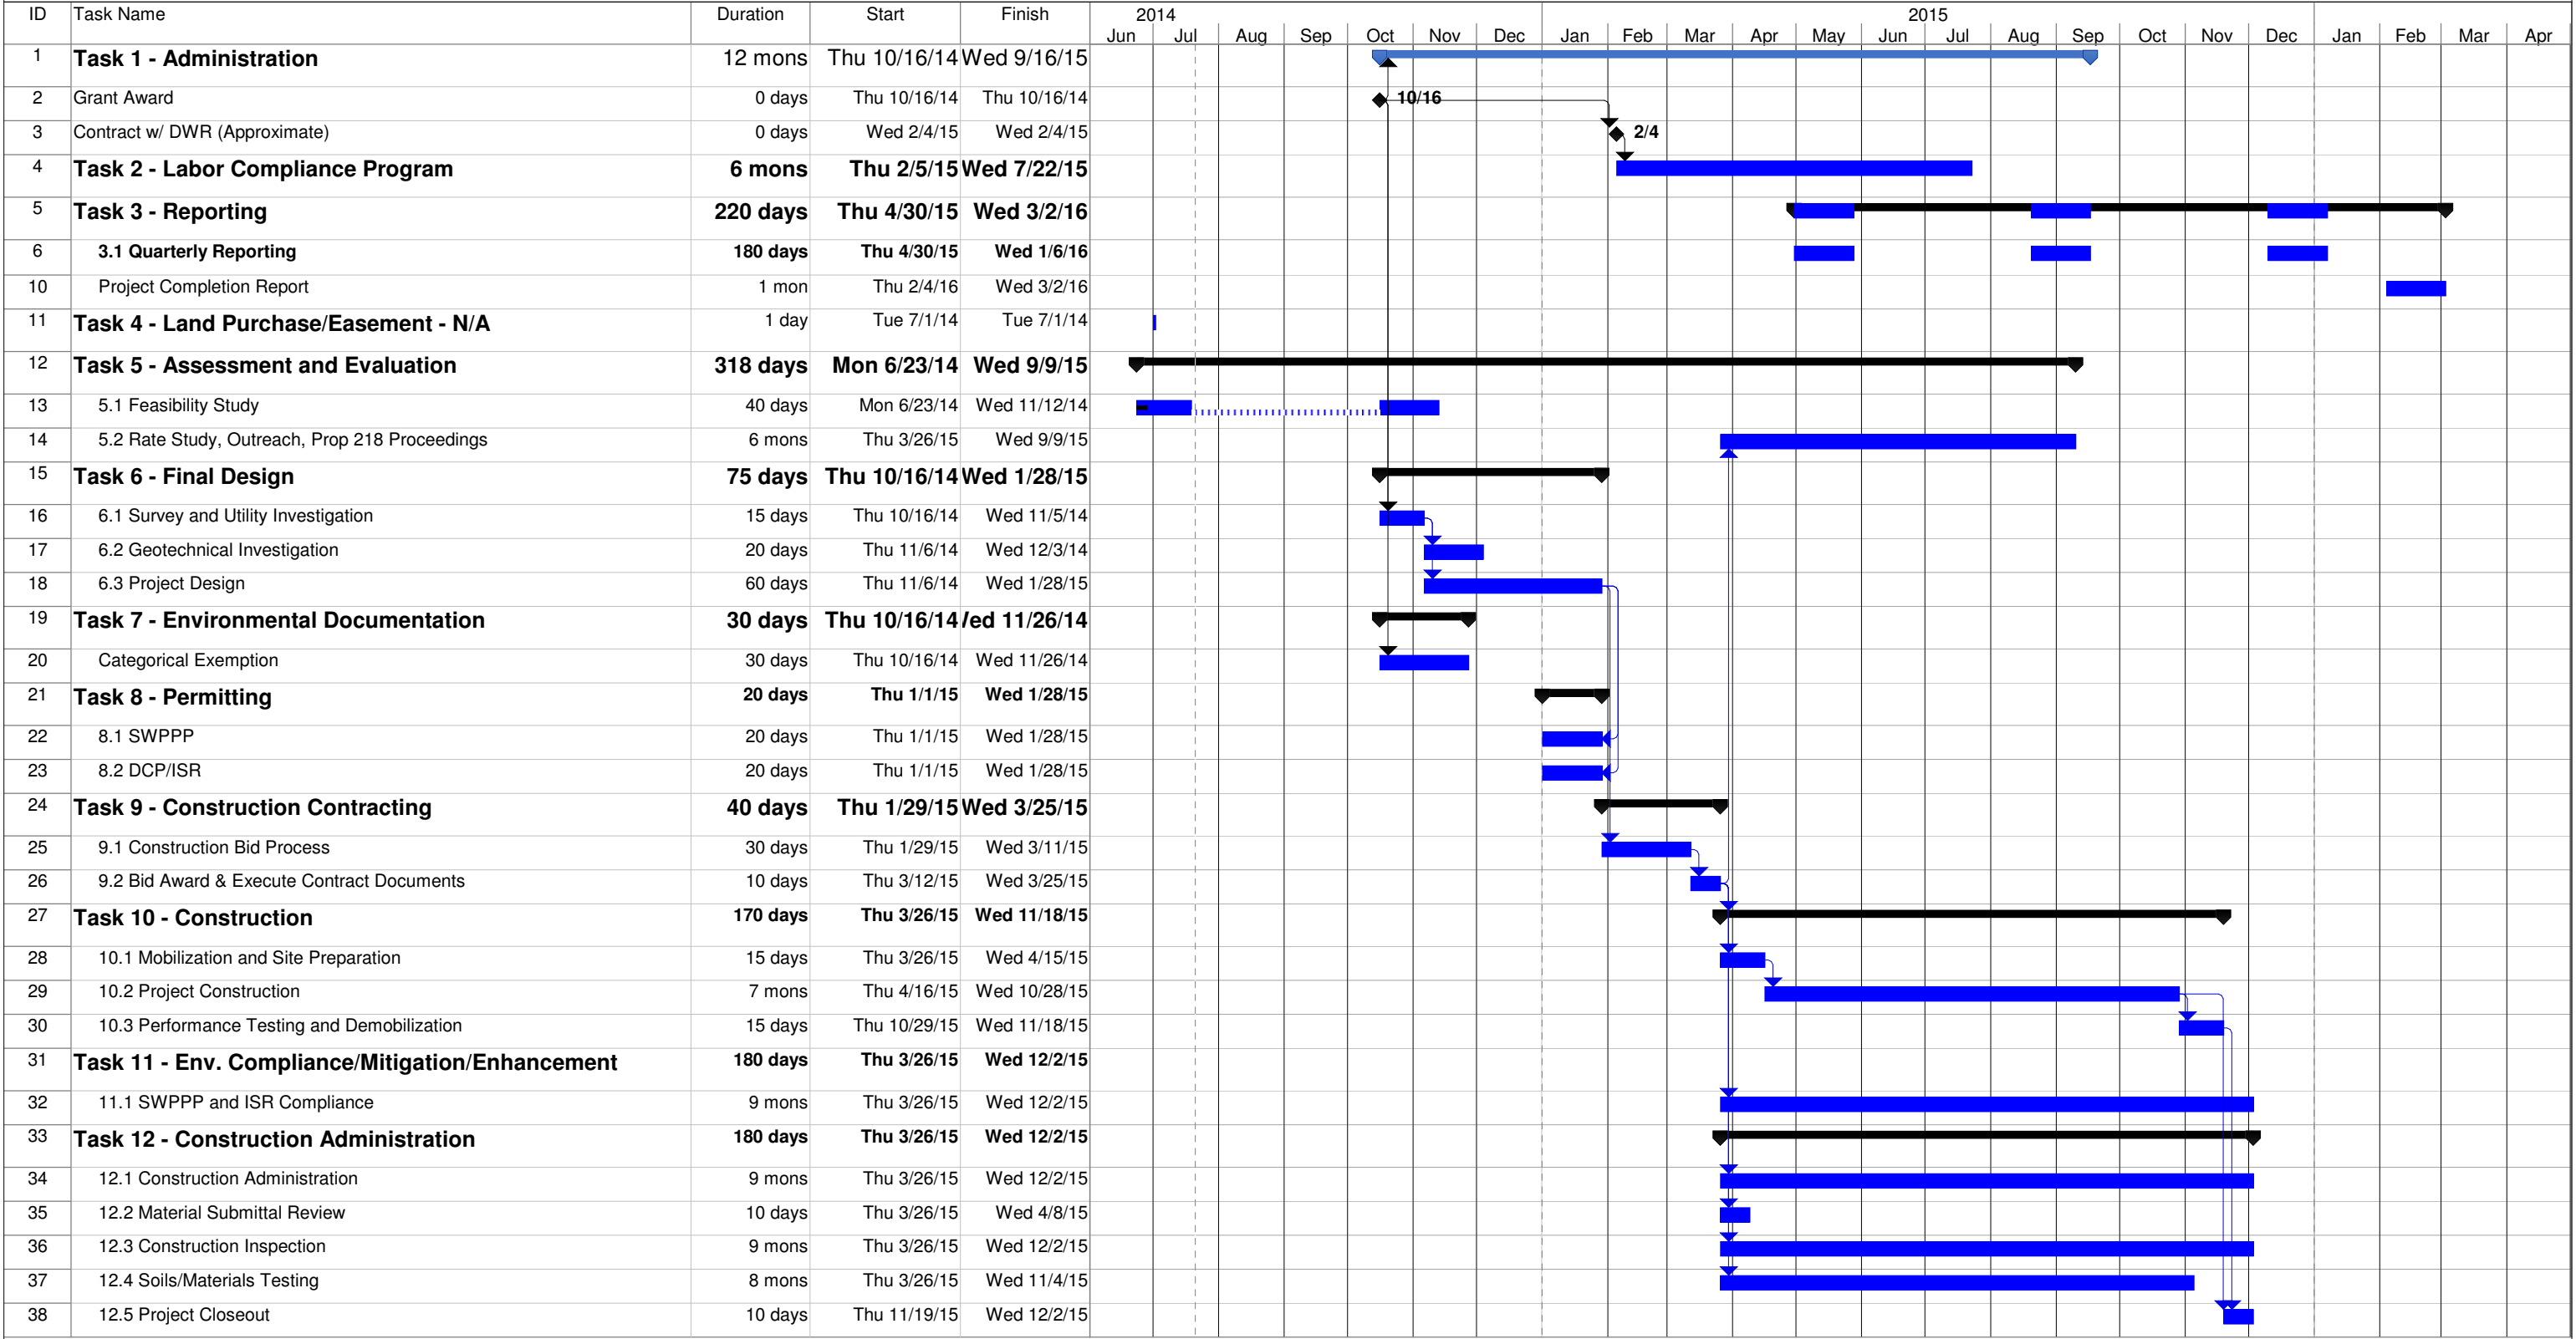 ID Task Name Duration Start Finish 2014 2015
Jun Jul Aug Sep Oct Nov Dec Jan Feb Mar Apr May Jun Jul Aug Sep Oct Nov Dec Jan Feb Mar Apr
1 Task 1 - Administration 12 mons Thu 10/16/14 Wed 9/16/15
2 Grant Award 0 days Thu 10/16/14 Thu 10/16/14 10/16
3 Contract w/ DWR (Approximate) 0 days Wed 2/4/15 Wed 2/4/15 2/4
4 Task 2 - Labor Compliance Program 6 mons Thu 2/5/15 Wed 7/22/15
5 Task 3 - Reporting 220 days Thu 4/30/15 Wed 3/2/16
6 3.1 Quarterly Reporting 180 days Thu 4/30/15 Wed 1/6/16
10 Project Completion Report 1 mon Thu 2/4/16 Wed 3/2/16
11 Task 4 - Land Purchase/Easement - N/A 1 day Tue 7/1/14 Tue 7/1/14
12 Task 5 - Assessment and Evaluation 318 days Mon 6/23/14 Wed 9/9/15
13 5.1 Feasibility Study 40 days Mon 6/23/14 Wed 11/12/14
14 5.2 Rate Study, Outreach, Prop 218 Proceedings 6 mons Thu 3/26/15 Wed 9/9/15
15 Task 6 - Final Design 75 days Thu 10/16/14 Wed 1/28/15
16 6.1 Survey and Utility Investigation 15 days Thu 10/16/14 Wed 11/5/14
17 6.2 Geotechnical Investigation 20 days Thu 11/6/14 Wed 12/3/14
18 6.3 Project Design 60 days Thu 11/6/14 Wed 1/28/15
19 Task 7 - Environmental Documentation 30 days Thu 10/16/14 Wed 11/26/14
20 Categorical Exemption 30 days Thu 10/16/14 Wed 11/26/14
21 Task 8 - Permitting 20 days Thu 1/1/15 Wed 1/28/15
22 8.1 SWPPP 20 days Thu 1/1/15 Wed 1/28/15
23 8.2 DCP/ISR 20 days Thu 1/1/15 Wed 1/28/15
24 Task 9 - Construction Contracting 40 days Thu 1/29/15 Wed 3/25/15
25 9.1 Construction Bid Process 30 days Thu 1/29/15 Wed 3/11/15
26 9.2 Bid Award & Execute Contract Documents 10 days Thu 3/12/15 Wed 3/25/15
27 Task 10 - Construction 170 days Thu 3/26/15 Wed 11/18/15
28 10.1 Mobilization and Site Preparation 15 days Thu 3/26/15 Wed 4/15/15
29 10.2 Project Construction 7 mons Thu 4/16/15 Wed 10/28/15
30 10.3 Performance Testing and Demobilization 15 days Thu 10/29/15 Wed 11/18/15
31 Task 11 - Env. Compliance/Mitigation/Enhancement 180 days Thu 3/26/15 Wed 12/2/15
32 11.1 SWPPP and ISR Compliance 9 mons Thu 3/26/15 Wed 12/2/15
33 Task 12 - Construction Administration 180 days Thu 3/26/15 Wed 12/2/15
34 12.1 Construction Administration 9 mons Thu 3/26/15 Wed 12/2/15
35 12.2 Material Submittal Review 10 days Thu 3/26/15 Wed 4/8/15
36 12.3 Construction Inspection 9 mons Thu 3/26/15 Wed 12/2/15
37 12.4 Soils/Materials Testing 8 mons Thu 3/26/15 Wed 11/4/15
38 12.5 Project Closeout 10 days Thu 11/19/15 Wed 12/2/15